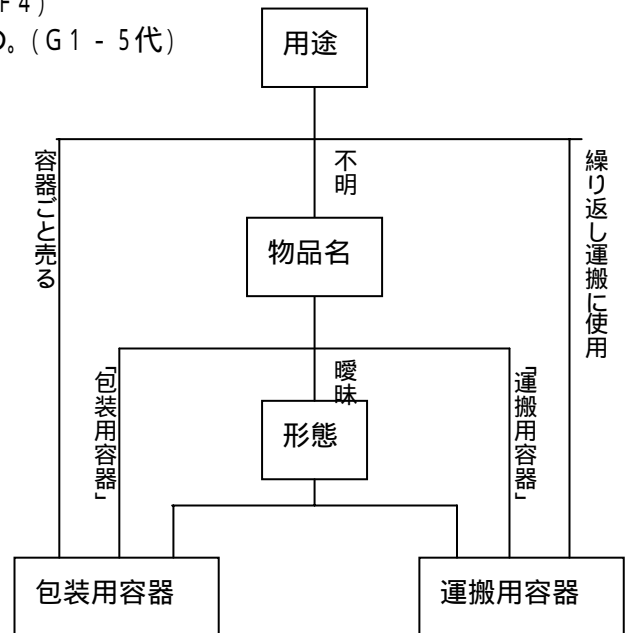 F4)
の。(G1 - 5代)
用途
容器ごと売る
不明
繰り返し運搬に使用
物品名
「包装用容器」
曖昧
「運搬用容器」
形態
包装用容器
運搬用容器